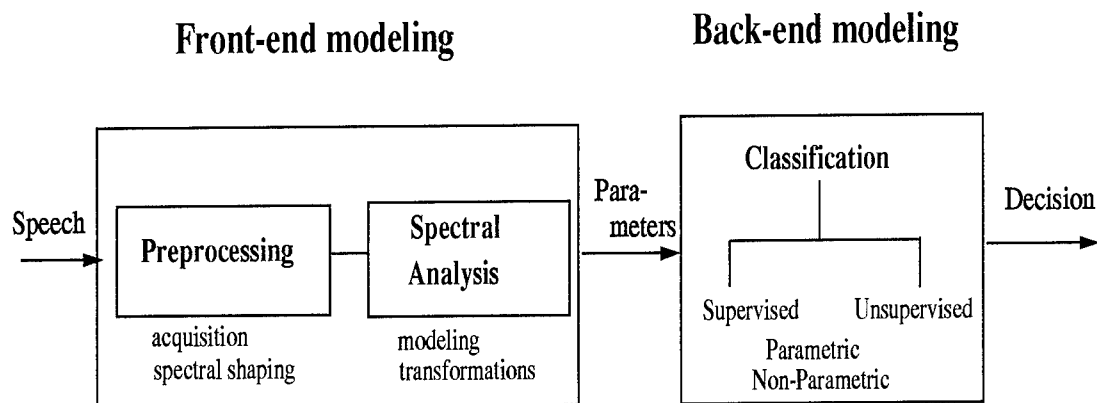 Front-end modeling
Back-end modeling
Speech
Preprocessing
acquisition
spectral shaping
Spectral
Analysis
modeling
transformations
Para-
meters
Classification
Supervised
Unsupervised
Parametric
Non-Parametric
Decision